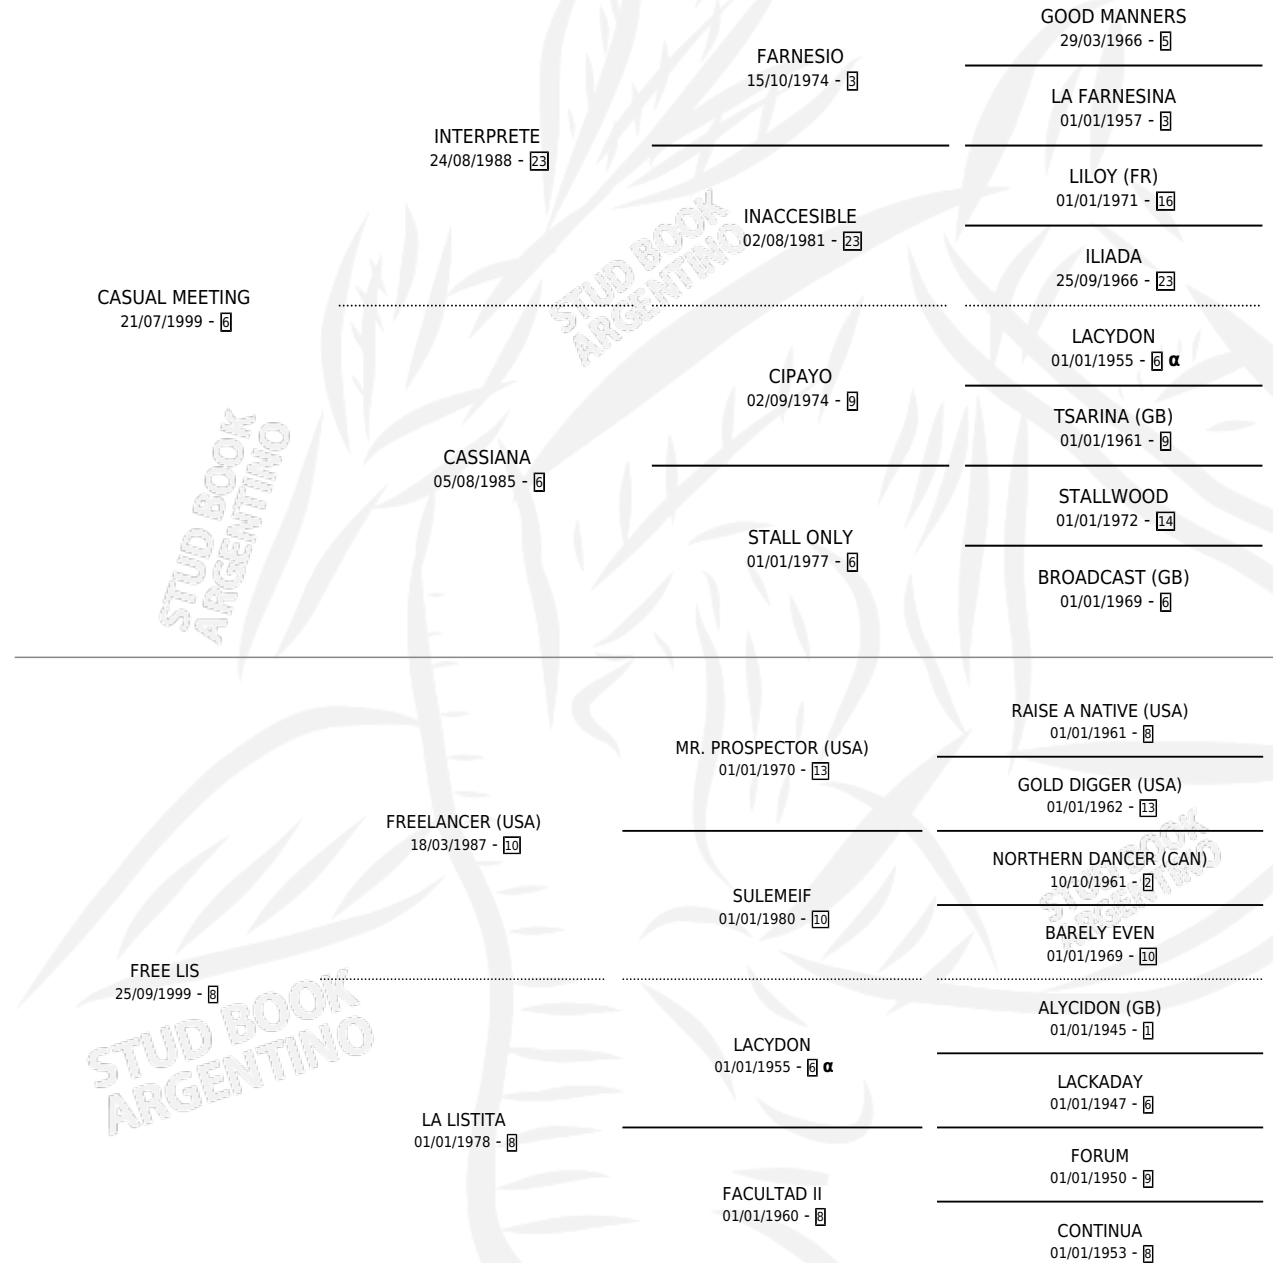 GOOD MANNERS
29/03/1966 - 5
FARNESIO
15/10/1974 - 3
LA FARNESINA
01/01/1957 - 3
INTERPRETE
24/08/1988 - 23
LILOY (FR)
01/01/1971 - 16
INACCESIBLE
02/08/1981 - 23
ILIADA
25/09/1966 - 23
CASUAL MEETING
21/07/1999 - 6
LACYDON
01/01/1955 - 6 α
CIPAYO
02/09/1974 - 9
TSARINA (GB)
01/01/1961 - 9
CASSIANA
05/08/1985 - 6
STALLWOOD
01/01/1972 - 14
STALL ONLY
01/01/1977 - 6
BROADCAST (GB)
01/01/1969 - 6
RAISE A NATIVE (USA)
01/01/1961 - 8
MR. PROSPECTOR (USA)
01/01/1970 - 13
GOLD DIGGER (USA)
01/01/1962 - 13
FREELANCER (USA)
18/03/1987 - 10
NORTHERN DANCER (CAN)
10/10/1961 - 2
SULEMEIF
01/01/1980 - 10
BARELY EVEN
01/01/1969 - 10
FREE LIS
25/09/1999 - 8
ALYCIDON (GB)
01/01/1945 - 1
LACYDON
01/01/1955 - 6 α
LACKADAY
01/01/1947 - 6
LA LISTITA
01/01/1978 - 8
FORUM
01/01/1950 - 9
FACULTAD II
01/01/1960 - 8
CONTINUA
01/01/1953 - 8
STUD BOOK
ARGENTINO
STUD BOOK
ARGENTINO
STUD BOOK
ARGENTINO
STUD BOOK
ARGENTINO